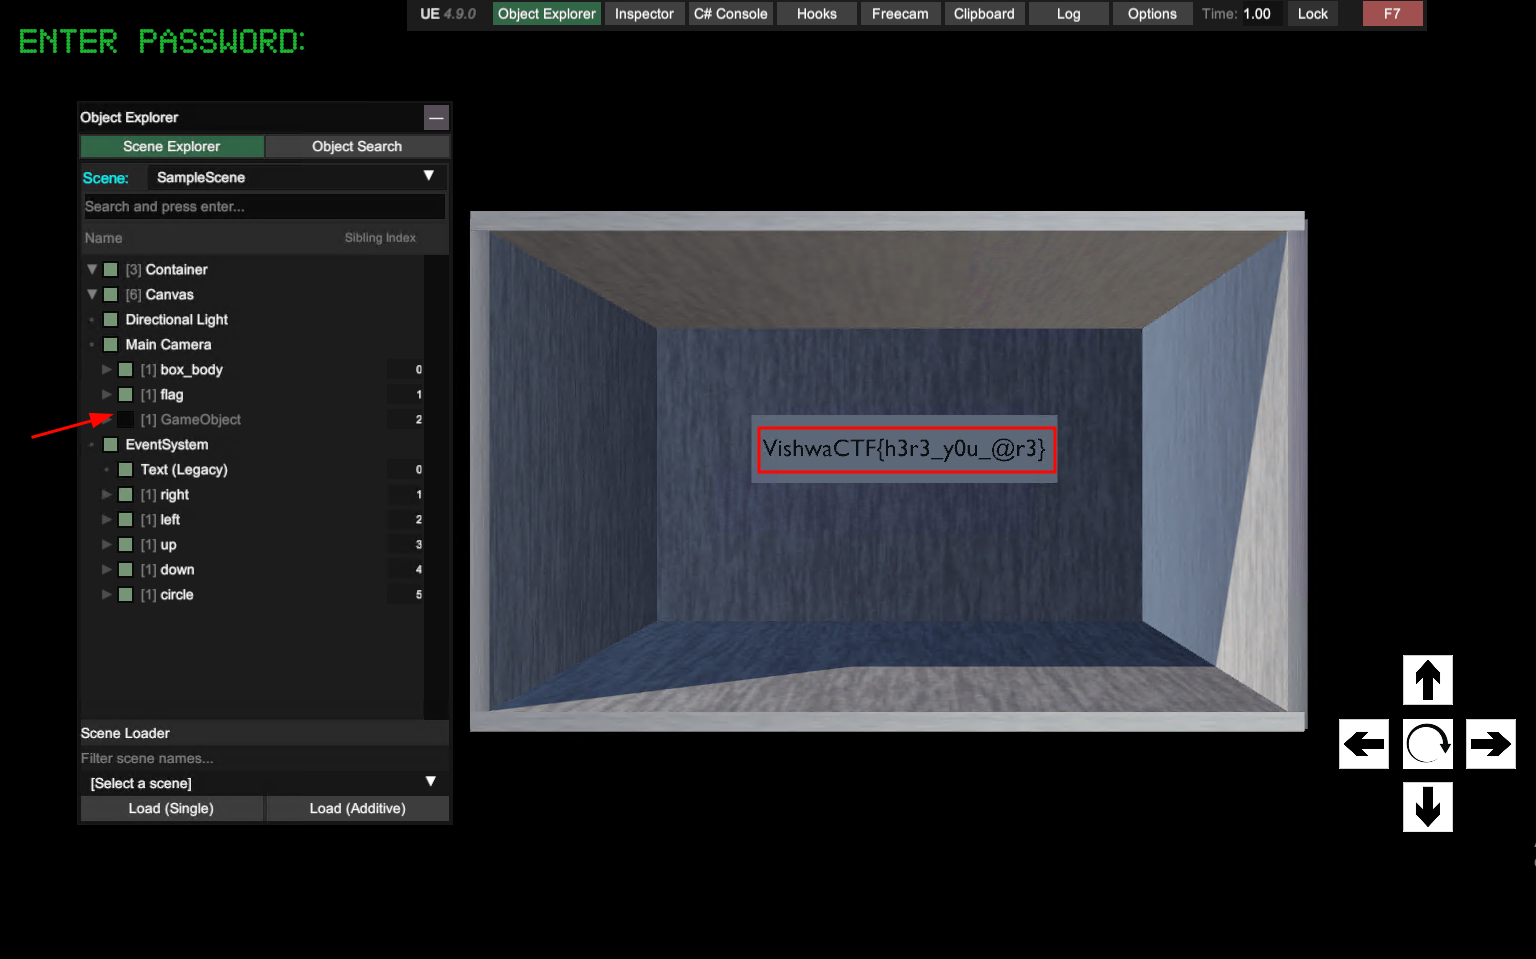 UE 4.9.0 Object Explorer Inspector C# Console Hooks Freecam Clipboard Log Options Time: 1.00 Lock F7
ENTER PASSWORD:
Object Explorer —
Scene Explorer Object Search
Scene: SampleScene ▼
Search and press enter...
Name Sibling Index
▼ [3] Container
▼ [6] Canvas
Directional Light
Main Camera
[1] box_body 0
[1] flag 1
[1] GameObject 2
EventSystem
Text (Legacy) 0
[1] right 1
[1] left 2
[1] up 3
[1] down 4
[1] circle 5
Scene Loader
Filter scene names...
[Select a scene] ▼
Load (Single) Load (Additive)
VishwaCTF{h3r3_y0u_@r3}